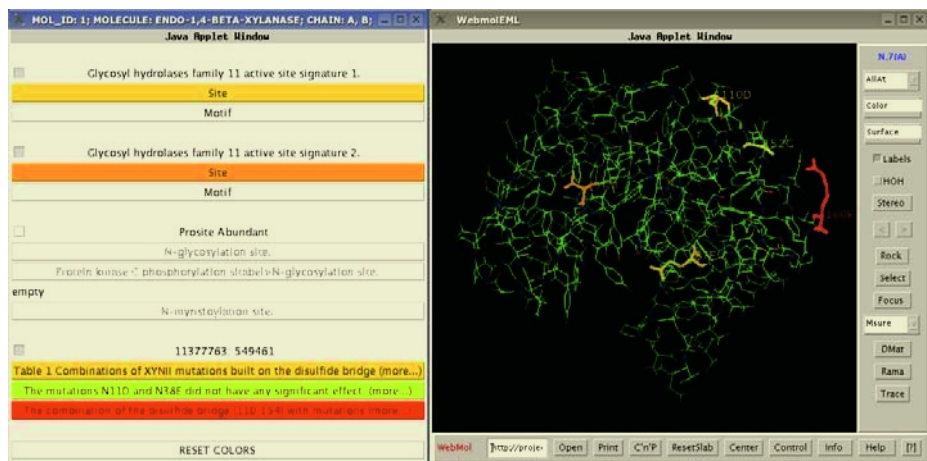 MOL_ID: 1; MOLECULE: ENDO-1,4-BETA-XYLANASE; CHAIN: A, B;
Java Applet Window
Glycosyl hydrolases family 11 active site signature 1.
Site
Motif
Glycosyl hydrolases family 11 active site signature 2.
Site
Motif
Prosite Abundant
N-glycosylation site.
Protein kinase C phosphorylation
N-glycosylation site.
empty
N-myristoylation site.
11377763 549461
Table 1 Combinations of XYNII mutations built on the disulfide bridge (more...)
The mutations N11D and N38E did not have any significant effect. (more...)
The combination of the disulfide bridge (110-154) with mutations (more...)
RESET COLORS
WebmolEML
Java Applet Window
110D
N.7(A)
AllAt
Color
Surface
Labels
HOH
Stereo
<
>
Rock
Select
Focus
Msure
DMat
Rama
Trace
WebMol
http://proje
Open
Print
C'n'P
ResetSlab
Center
Control
Info
Help
[?]